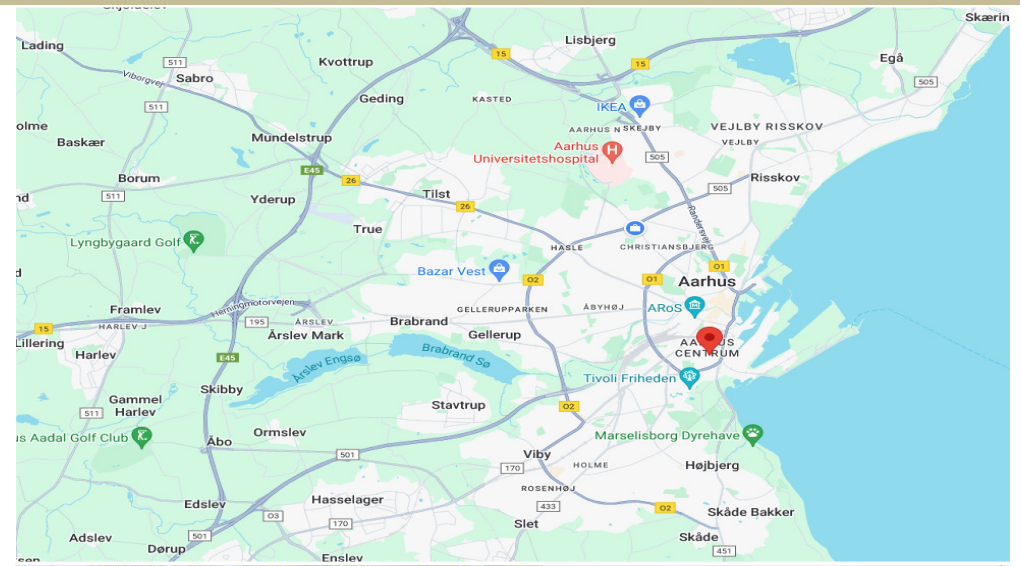 Skæring
Lading
Lisbjerg
15
511
Kvottrup
15
Egå
Viborgvej
Sabro
505
Geding
KASTED
511
IKEA
olme
AARHUS N SKEJBY
VEJLBY RISSKOV
Baskær
Mundelstrup
Aarhus
Universitetshospital
VEJLBY
505
E45
Borum
26
Risskov
505
511
Tilst
nd
Yderup
26
Randersvej
True
Lyngbygaard Golf
HASLE
CHRISTIANSBJERG
d
Bazar Vest
O1
O2
O1
Aarhus
Herningmotorvejen
Framlev
GELLERUPPARKEN
ÅBYHØJ
ARoS
15
HARLEV J
195
ÅRSLEV
Brabrand
Lillering
Årslev Mark
Gellerup
AARHUS
CENTRUM
Harlev
E45
Årslev Engsø
Brabrand Sø
Tivoli Friheden
Skibby
Gammel
Harlev
511
Stavtrup
O2
us Aadal Golf Club
Åbo
Ormslev
Marselisborg Dyrehave
501
Viby
170
HOLME
Højbjerg
ROSENHØJ
Edslev
Hasselager
433
O2
Skåde Bakker
O3
170
Slet
Adslev
501
Skåde
Dørup
Enslev
451